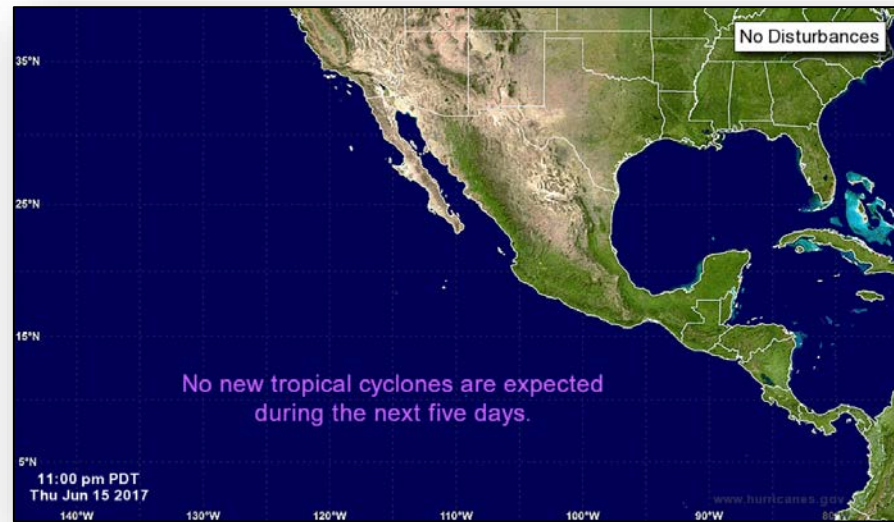 No Disturbances
35°N
25°N
15°N
No new tropical cyclones are expected
during the next five days.
5°N
11:00 pm PDT
Thu Jun 15 2017
www.hurricanes.gov
140°W 130°W 120°W 110°W 100°W 90°W 80°W